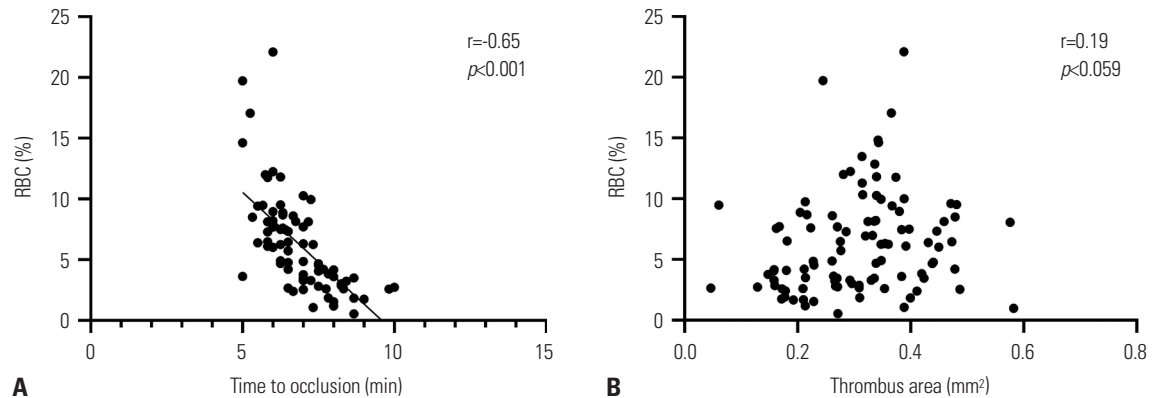 25
20
15
10
5
0
RBC (%)
r=-0.65
p<0.001
0
5
10
15
Time to occlusion (min)
A
25
20
15
10
5
0
RBC (%)
r=0.19
p<0.059
0.0
0.2
0.4
0.6
0.8
Thrombus area (mm²)
B